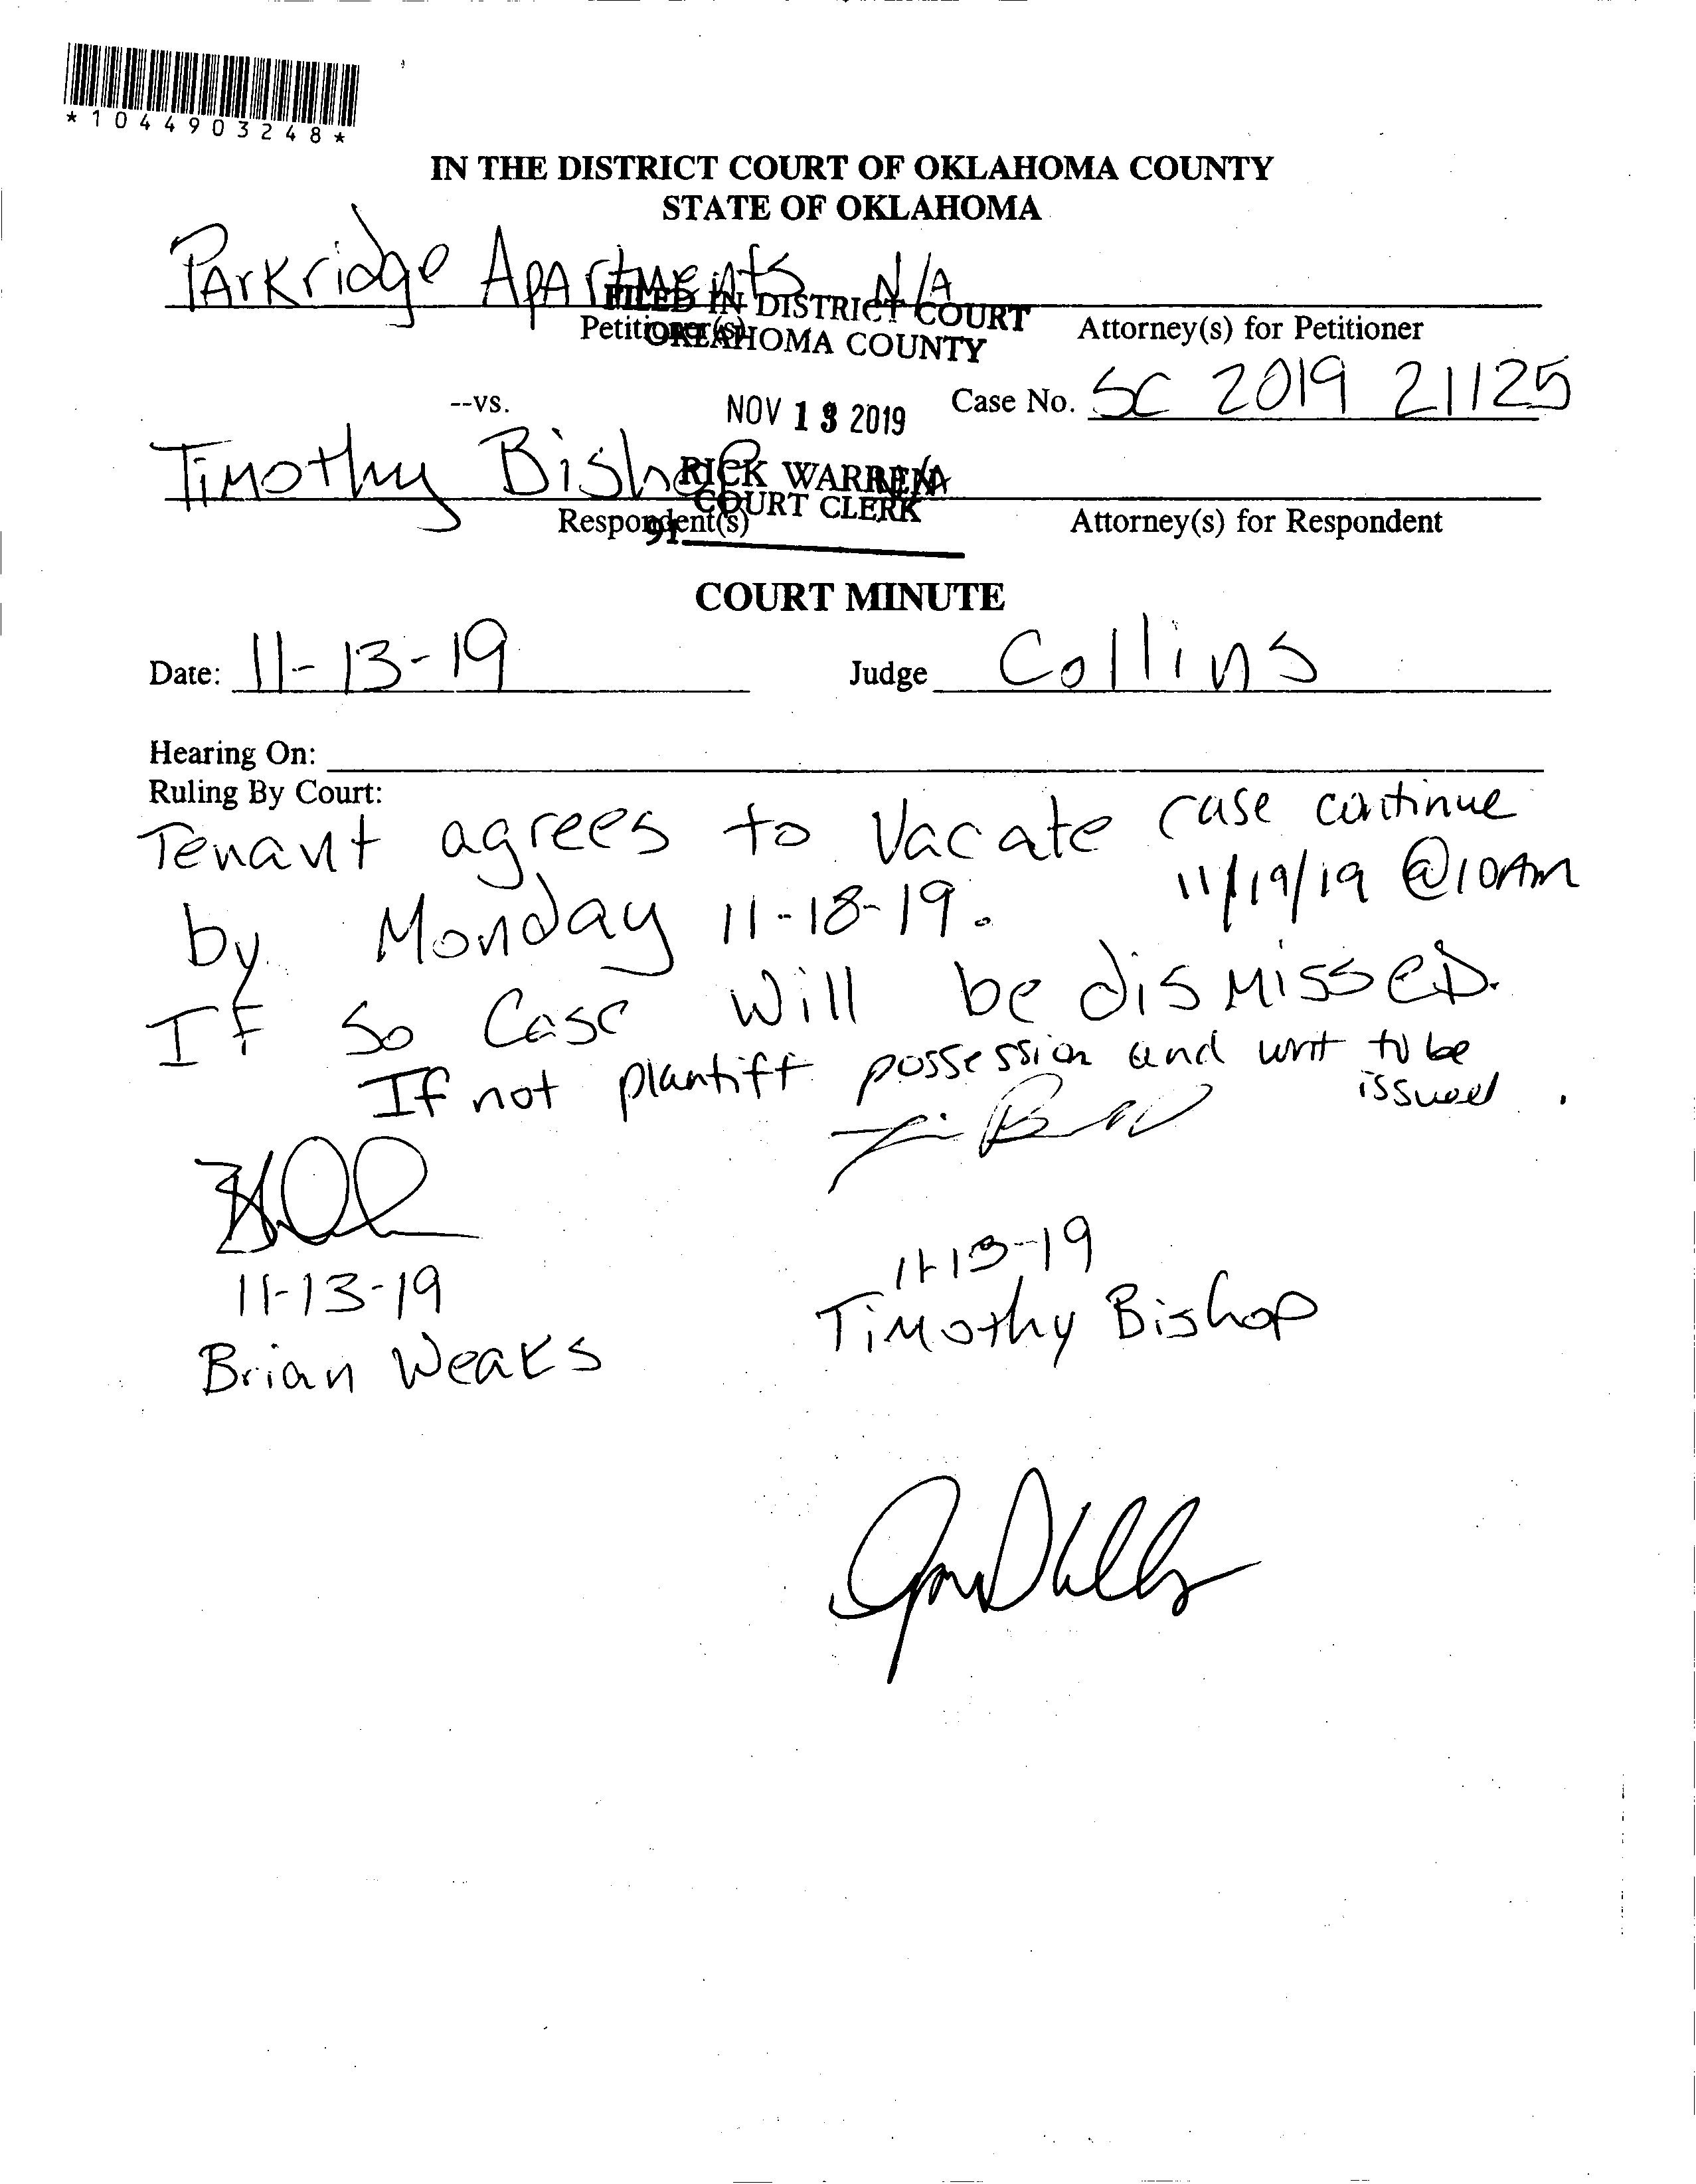 *1044903248*
IN THE DISTRICT COURT OF OKLAHOMA COUNTY
STATE OF OKLAHOMA
Parkridge Apartments N/A
FILED IN DISTRICT COURT
OKLAHOMA COUNTY
Petitioner(s) Attorney(s) for Petitioner
--vs. NOV 13 2019 Case No. SC 2019 21125
Timothy Bishop N/A
RICK WARREN
COURT CLERK
Respondent(s) Attorney(s) for Respondent
91
COURT MINUTE
Date: 11-13-19 Judge Collins
Hearing On:
Ruling By Court:
Tenant agrees to Vacate case continue
by Monday 11-18-19. 11/19/19 @10AM
If so Case will be dismissed.
If not plantiff possession and writ to be
issued.
11-13-19
Brian Weaks
11-13-19
Timothy Bishop